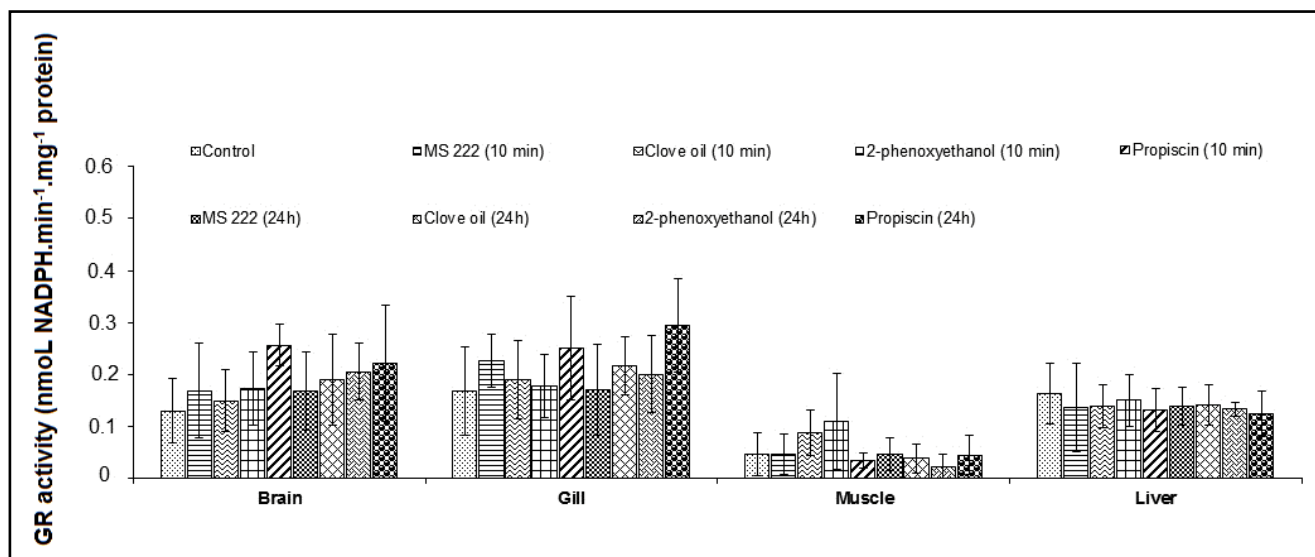 GR activity (nmoL NADPH.min⁻¹.mg⁻¹ protein)
Control MS 222 (10 min) Clove oil (10 min) 2-phenoxyethanol (10 min) Propiscin (10 min)
0.6
MS 222 (24h) Clove oil (24h) 2-phenoxyethanol (24h) Propiscin (24h)
0.5
0.4
0.3
0.2
0.1
0
Brain Gill Muscle Liver